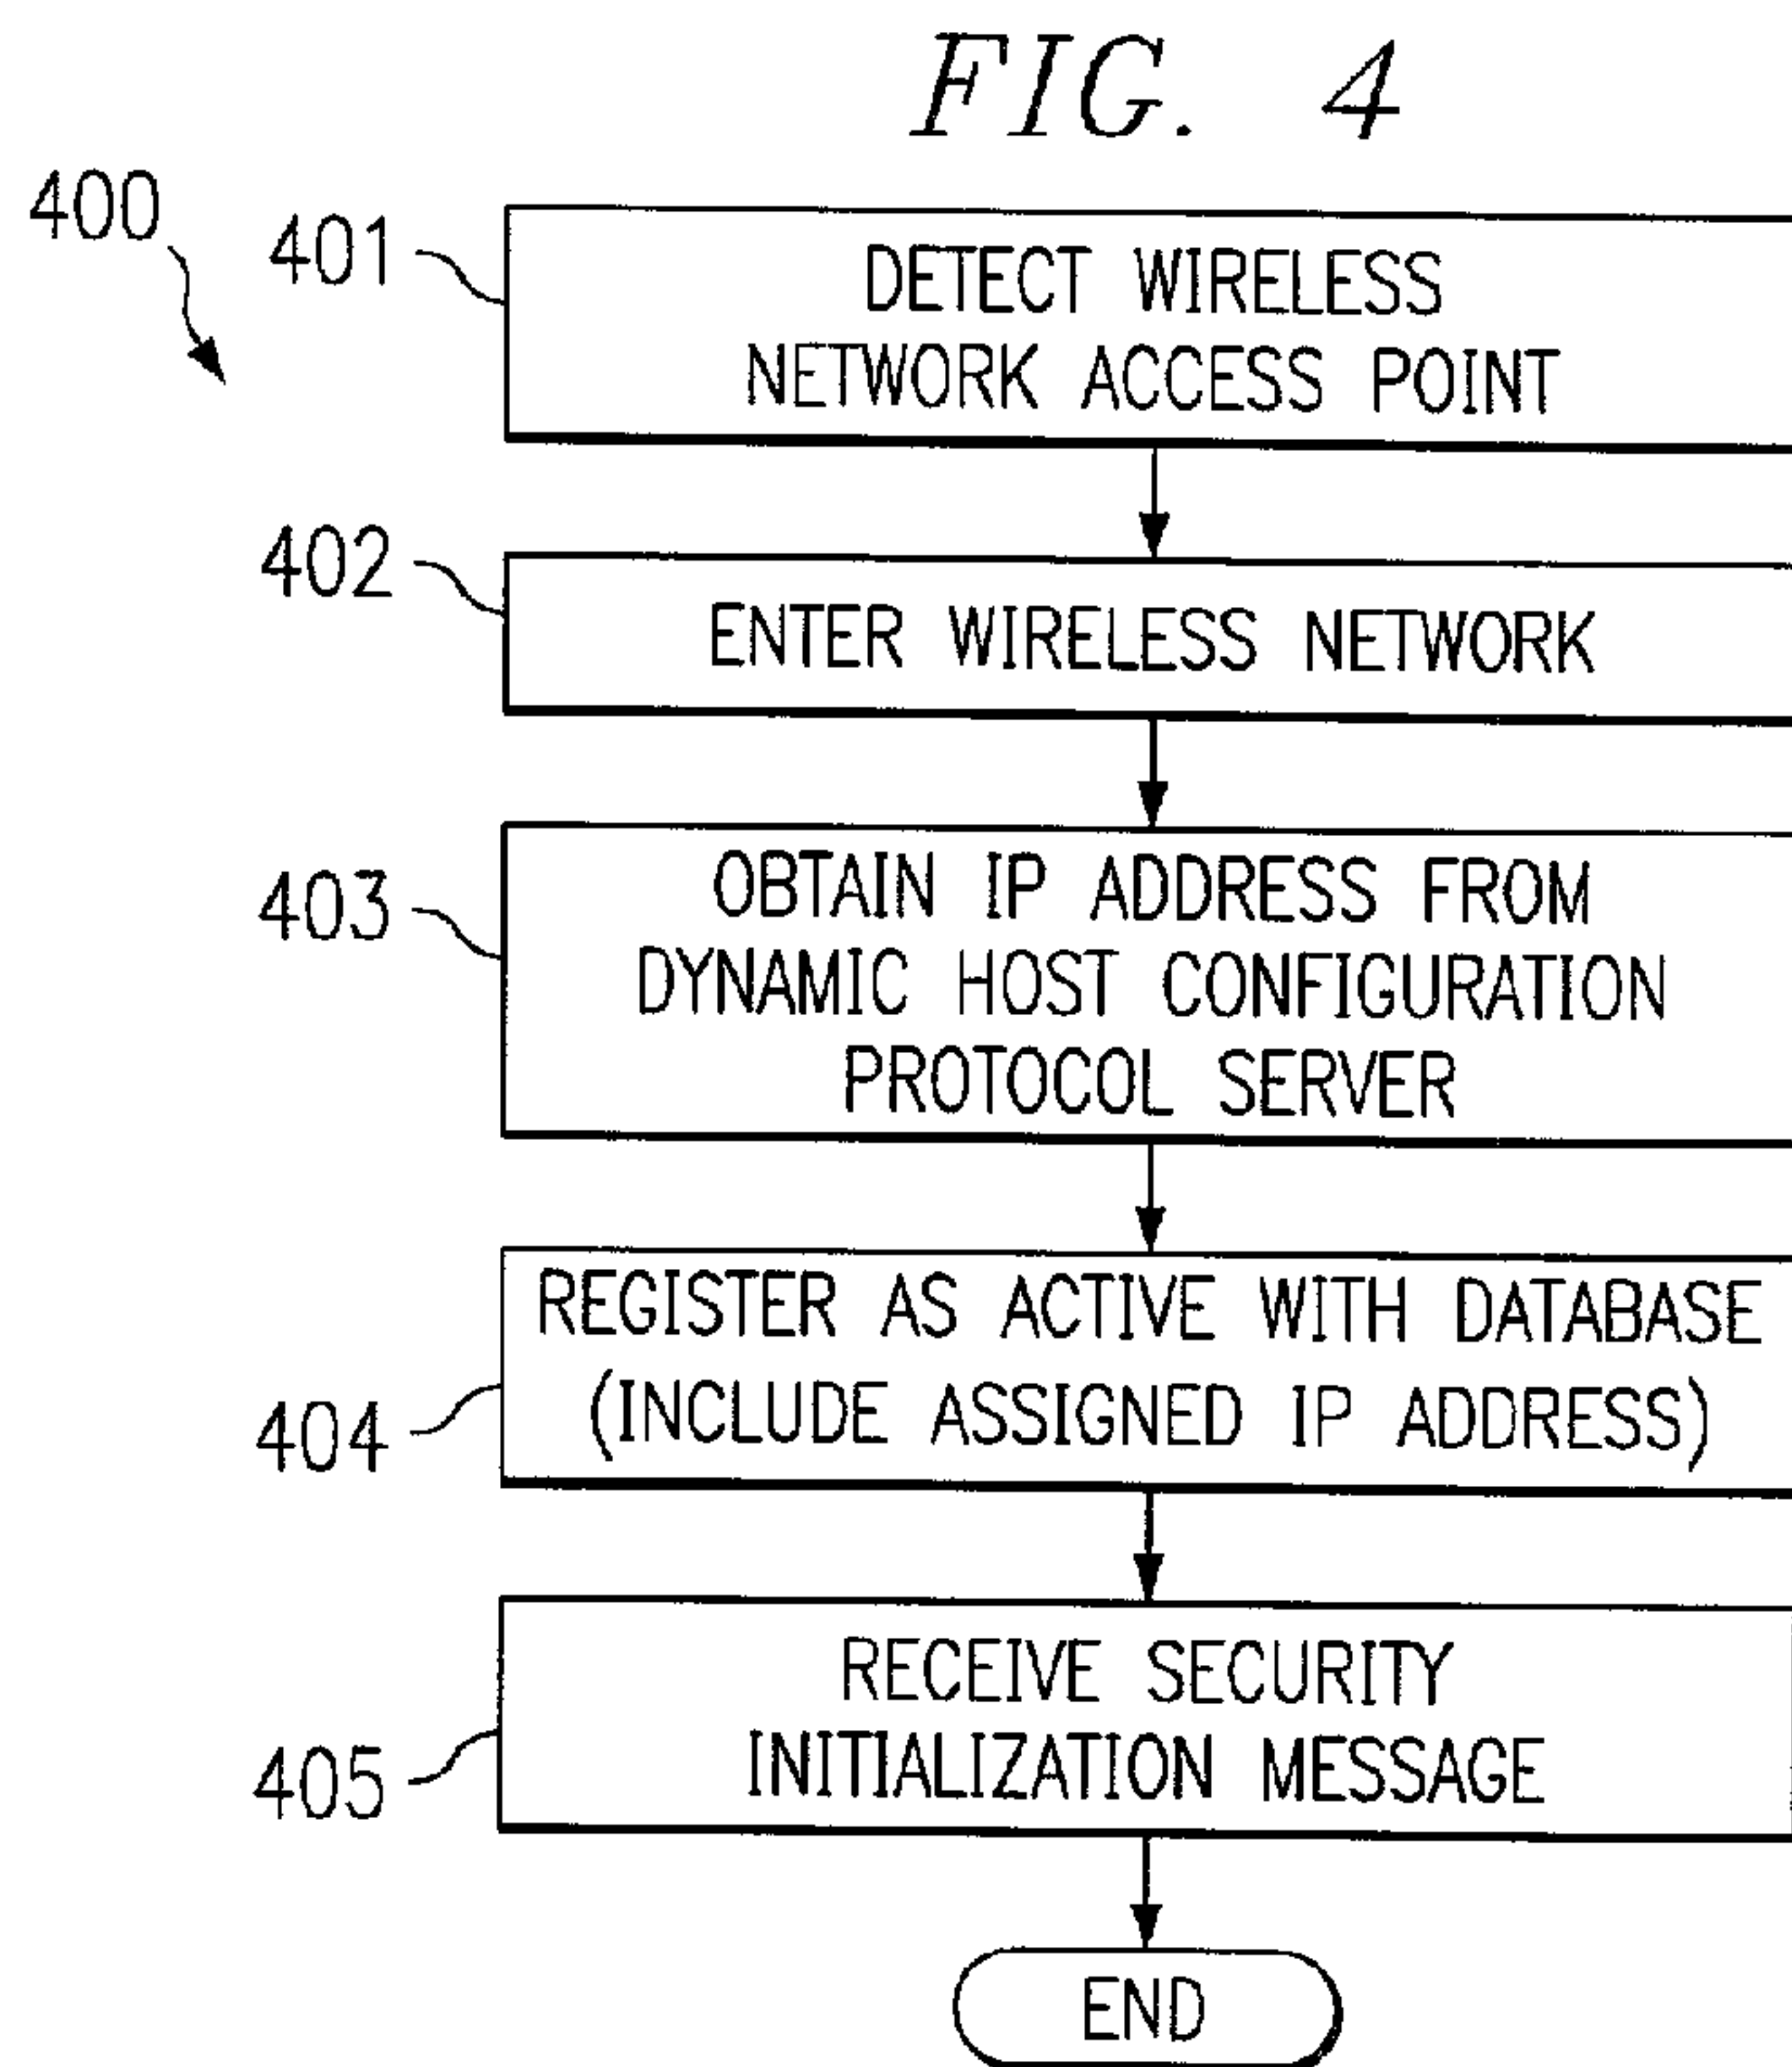 FIG. 4
400
401
DETECT WIRELESS
NETWORK ACCESS POINT
402
ENTER WIRELESS NETWORK
403
OBTAIN IP ADDRESS FROM
DYNAMIC HOST CONFIGURATION
PROTOCOL SERVER
404
REGISTER AS ACTIVE WITH DATABASE
(INCLUDE ASSIGNED IP ADDRESS)
405
RECEIVE SECURITY
INITIALIZATION MESSAGE
END